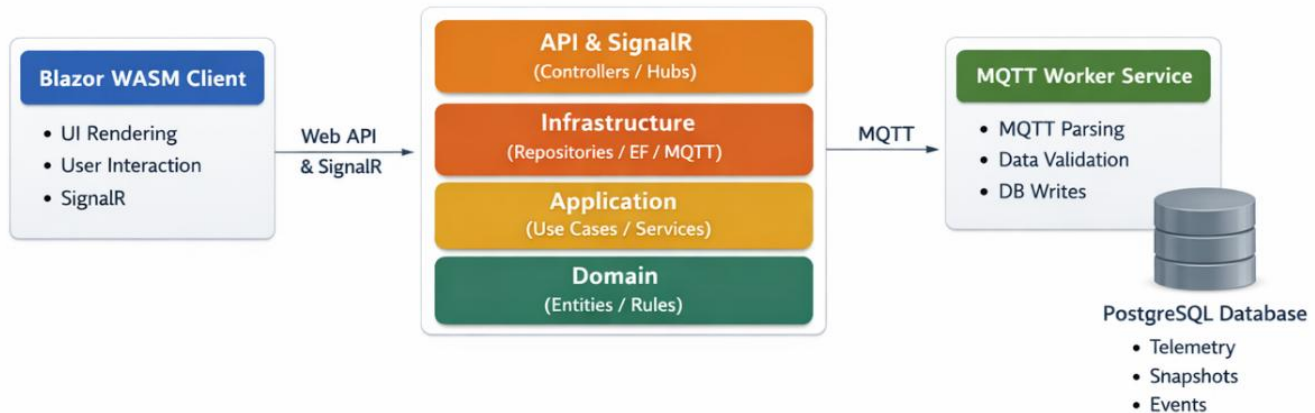 Blazor WASM Client
• UI Rendering
• User Interaction
• SignalR
Web API
& SignalR
API & SignalR
(Controllers / Hubs)
Infrastructure
(Repositories / EF / MQTT)
Application
(Use Cases / Services)
Domain
(Entities / Rules)
MQTT
MQTT Worker Service
• MQTT Parsing
• Data Validation
• DB Writes
PostgreSQL Database
• Telemetry
• Snapshots
• Events